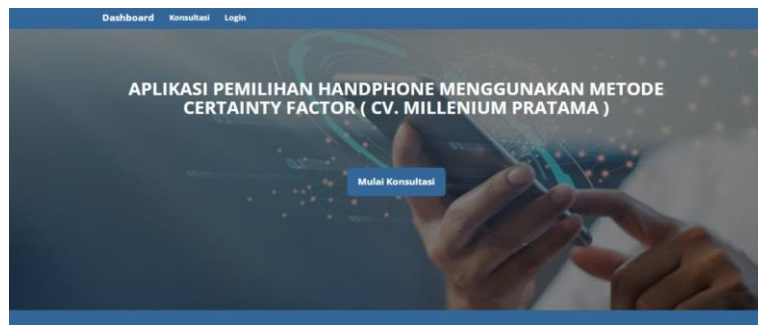 Dashboard Konsultasi Login
APLIKASI PEMILIHAN HANDPHONE MENGGUNAKAN METODE
CERTAINTY FACTOR ( CV. MILLENIUM PRATAMA )
Mulai Konsultasi